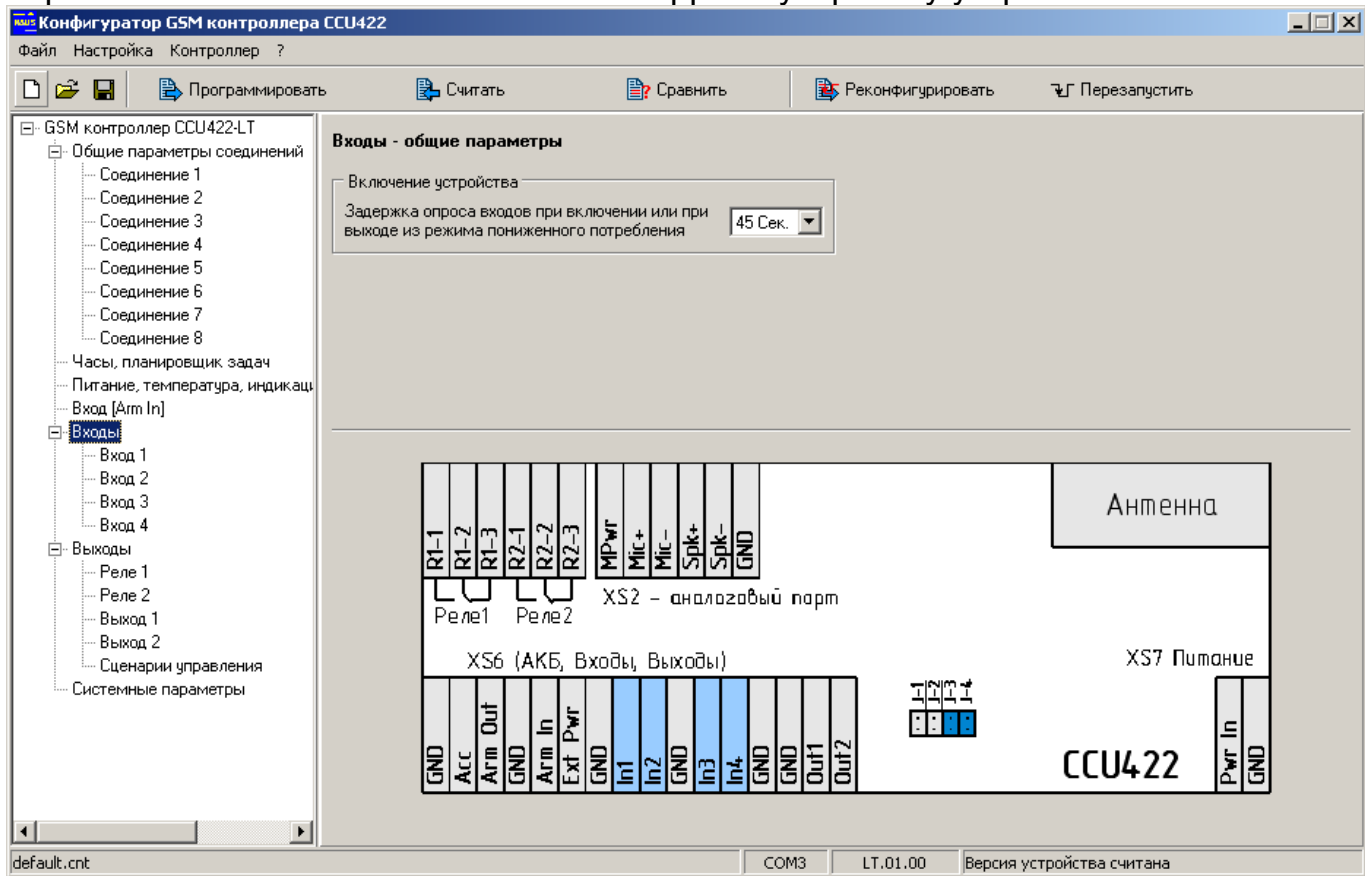 Конфигуратор GSM контроллера CCU422
Файл Настройка Контроллер ?
Программировать Считать Сравнить Реконфигурировать Перезапустить
GSM контроллер CCU422-LT
Общие параметры соединений
Соединение 1
Соединение 2
Соединение 3
Соединение 4
Соединение 5
Соединение 6
Соединение 7
Соединение 8
Часы, планировщик задач
Питание, температура, индикаци
Вход [Arm In]
Входы
Вход 1
Вход 2
Вход 3
Вход 4
Выходы
Реле 1
Реле 2
Выход 1
Выход 2
Сценарии управления
Системные параметры
Входы - общие параметры
Включение устройства
Задержка опроса входов при включении или при
выходе из режима пониженного потребления
45 Сек.
R1-1 R1-2 R1-3 R2-1 R2-2 R2-3 MPwr Mic+ Mic- Spk+ Spk- GND
Антенна
Реле1 Реле2
XS2 - аналоговый порт
XS6 (АКБ, Входы, Выходы)
XS7 Питание
J-1 J-2 J-3 J-4
GND Acc Arm Out GND Arm In Ext Pwr GND In1 In2 GND In3 In4 GND GND Out1 Out2
CCU422
Pwr In GND
default.cnt COM3 LT.01.00 Версия устройства считана